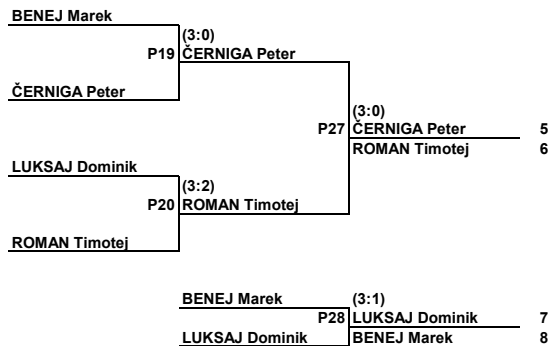 BENEJ Marek
(3:0)
P19 ČERNIGA Peter
ČERNIGA Peter
(3:0)
P27 ČERNIGA Peter 5
ROMAN Timotej 6
LUKSAJ Dominik
(3:2)
P20 ROMAN Timotej
ROMAN Timotej
BENEJ Marek (3:1)
P28 LUKSAJ Dominik 7
LUKSAJ Dominik BENEJ Marek 8